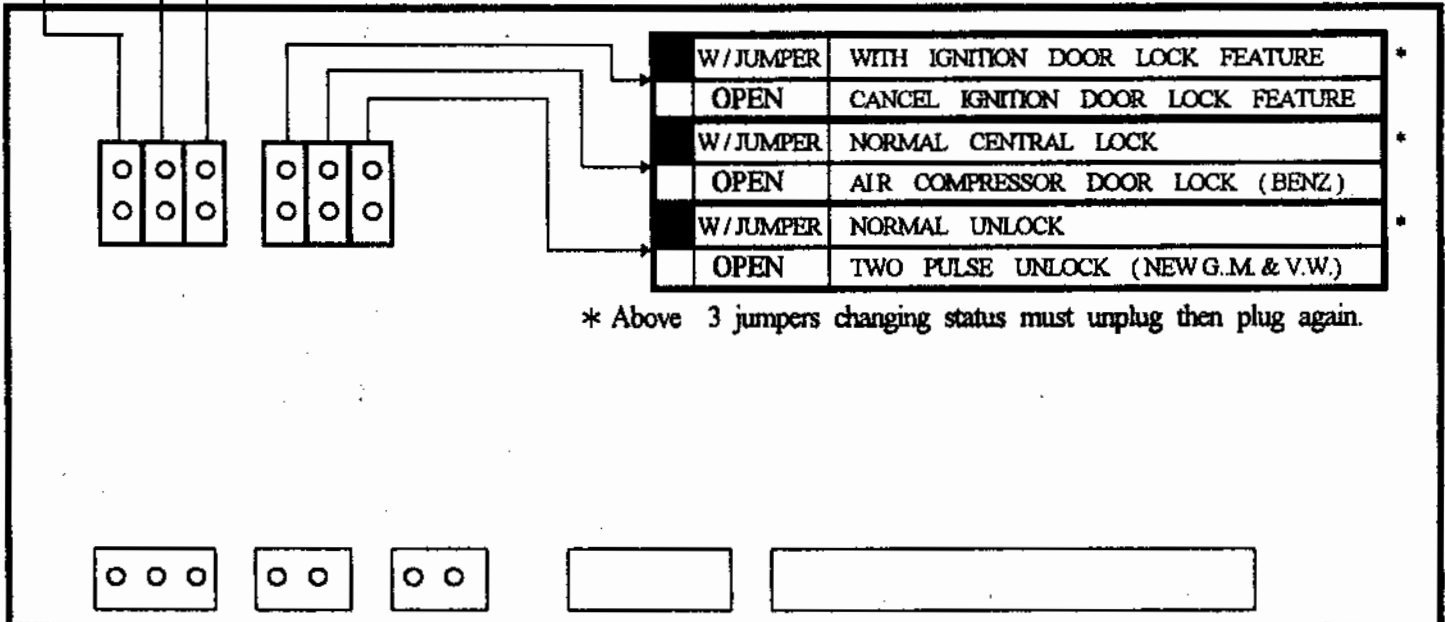 W/JUMPER WITH IGNITION DOOR LOCK FEATURE *
OPEN CANCEL IGNITION DOOR LOCK FEATURE
W/JUMPER NORMAL CENTRAL LOCK *
OPEN AIR COMPRESSOR DOOR LOCK (BENZ)
W/JUMPER NORMAL UNLOCK *
OPEN TWO PULSE UNLOCK (NEW G.M. & V.W.)
* Above 3 jumpers changing status must unplug then plug again.